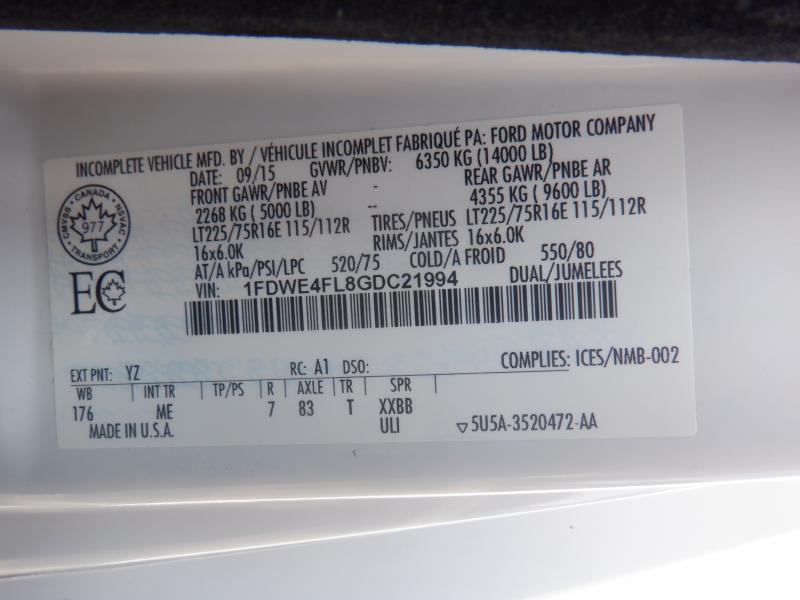 INCOMPLETE VEHICLE MFD. BY / VÉHICULE INCOMPLET FABRIQUÉ PA: FORD MOTOR COMPANY
DATE: 09/15 GVWR/PNBV: 6350 KG (14000 LB)
FRONT GAWR/PNBE AV - REAR GAWR/PNBE AR
2268 KG ( 5000 LB) - 4355 KG ( 9600 LB)
LT225/75R16E 115/112R TIRES/PNEUS LT225/75R16E 115/112R
16x6.0K RIMS/JANTES 16x6.0K
AT/A kPa/PSI/LPC 520/75 COLD/A FROID 550/80
VIN: 1FDWE4FL8GDC21994 DUAL/JUMELEES
CANADA
CMVSS 977 NSVAC
TRANSPORT
EC
EXT PNT: YZ RC: A1 DSO: COMPLIES: ICES/NMB-002
WB INT TR TP/PS R AXLE TR SPR
176 ME 7 83 T XXBB
MADE IN U.S.A. ULI ▽5U5A-3520472-AA